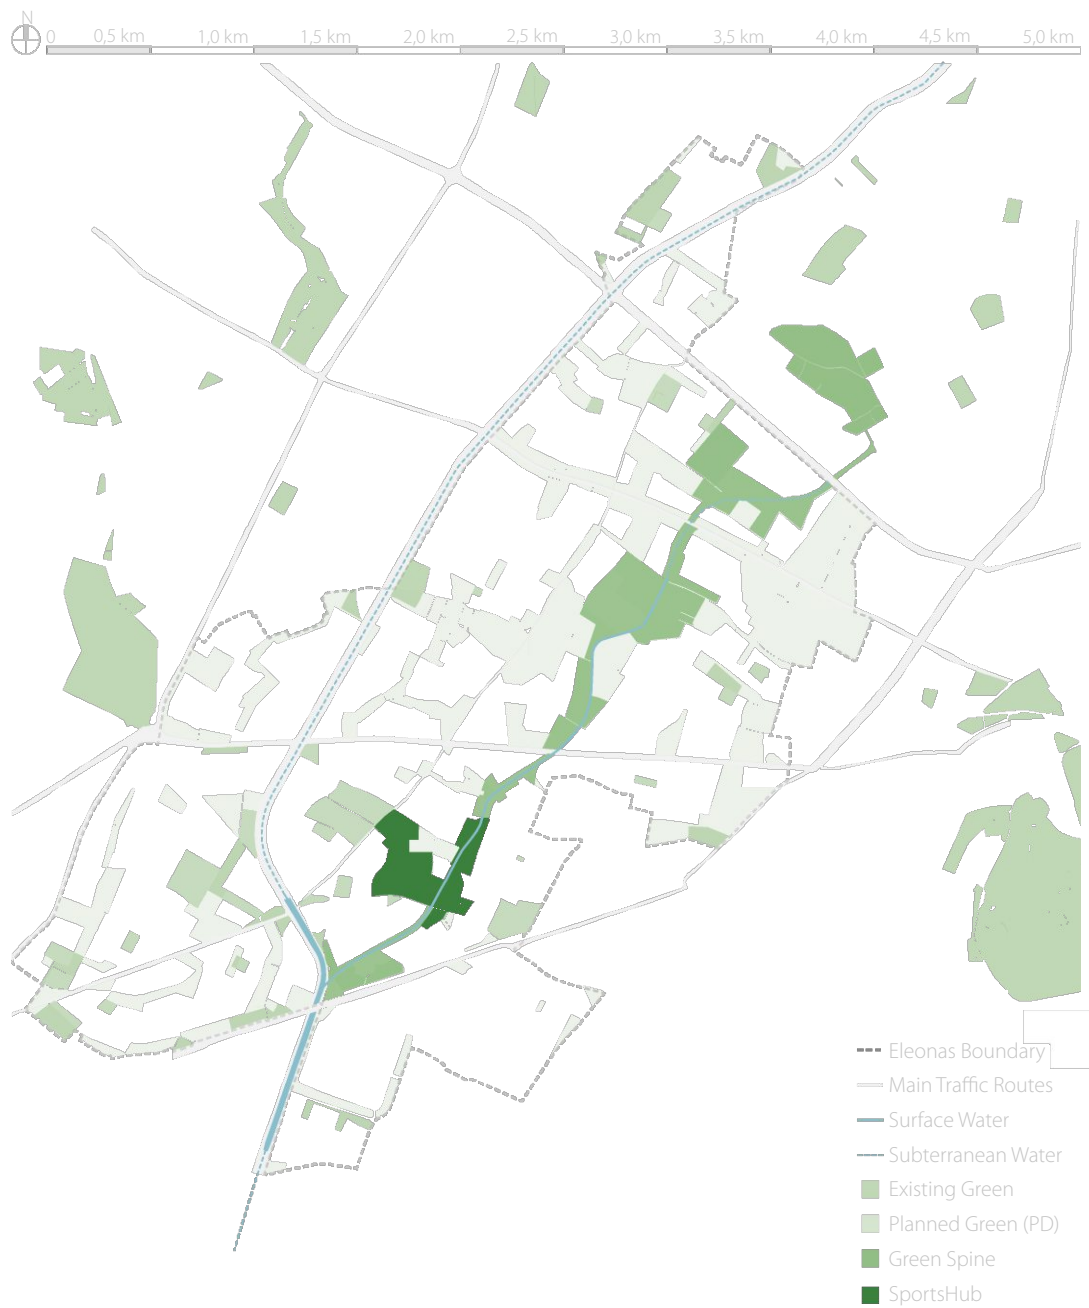 N
0 0,5 km 1,0 km 1,5 km 2,0 km 2,5 km 3,0 km 3,5 km 4,0 km 4,5 km 5,0 km
Eleonas Boundary
Main Traffic Routes
Surface Water
Subterranean Water
Existing Green
Planned Green (PD)
Green Spine
SportsHub